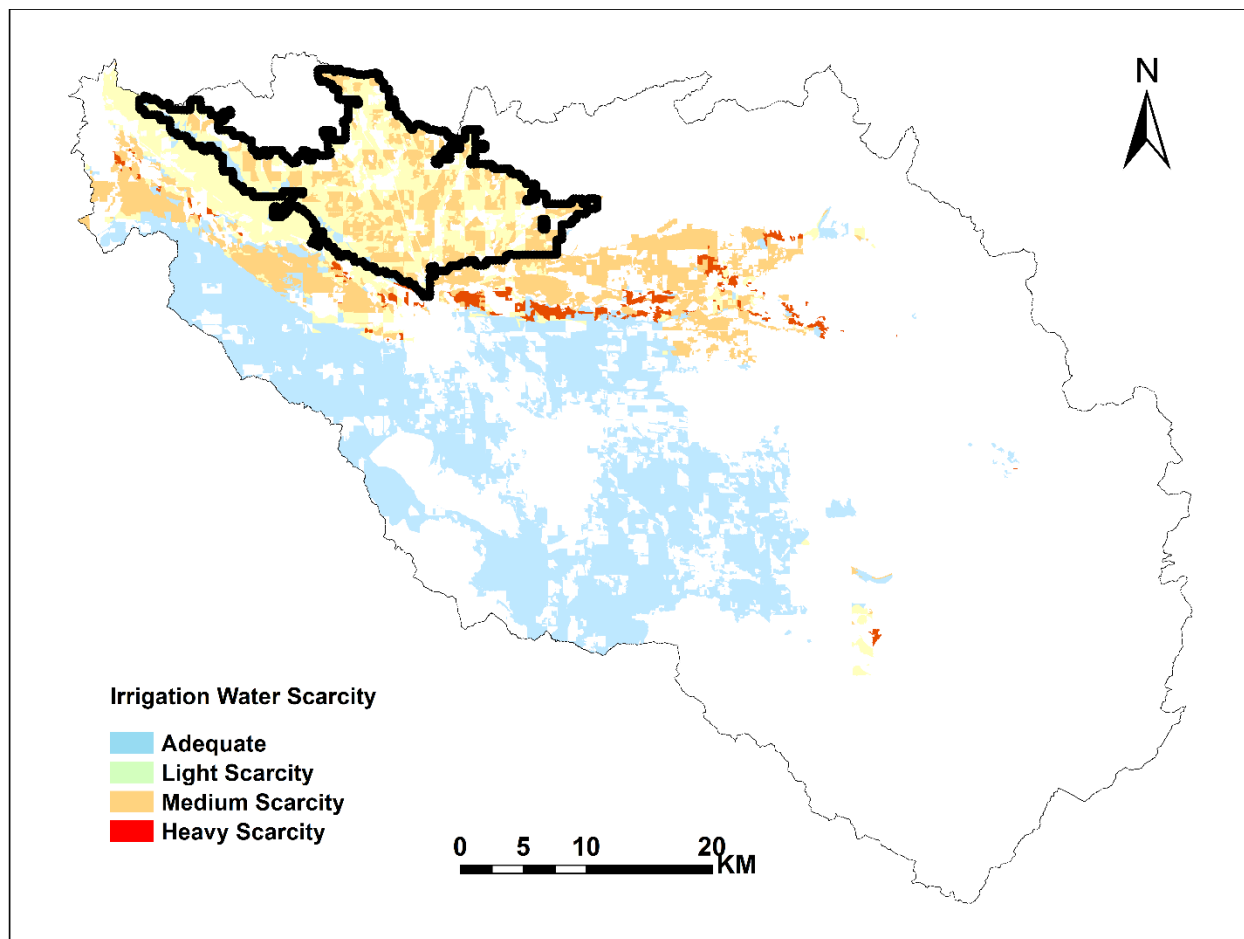 N
Irrigation Water Scarcity
Adequate
Light Scarcity
Medium Scarcity
Heavy Scarcity
0 5 10 20
KM